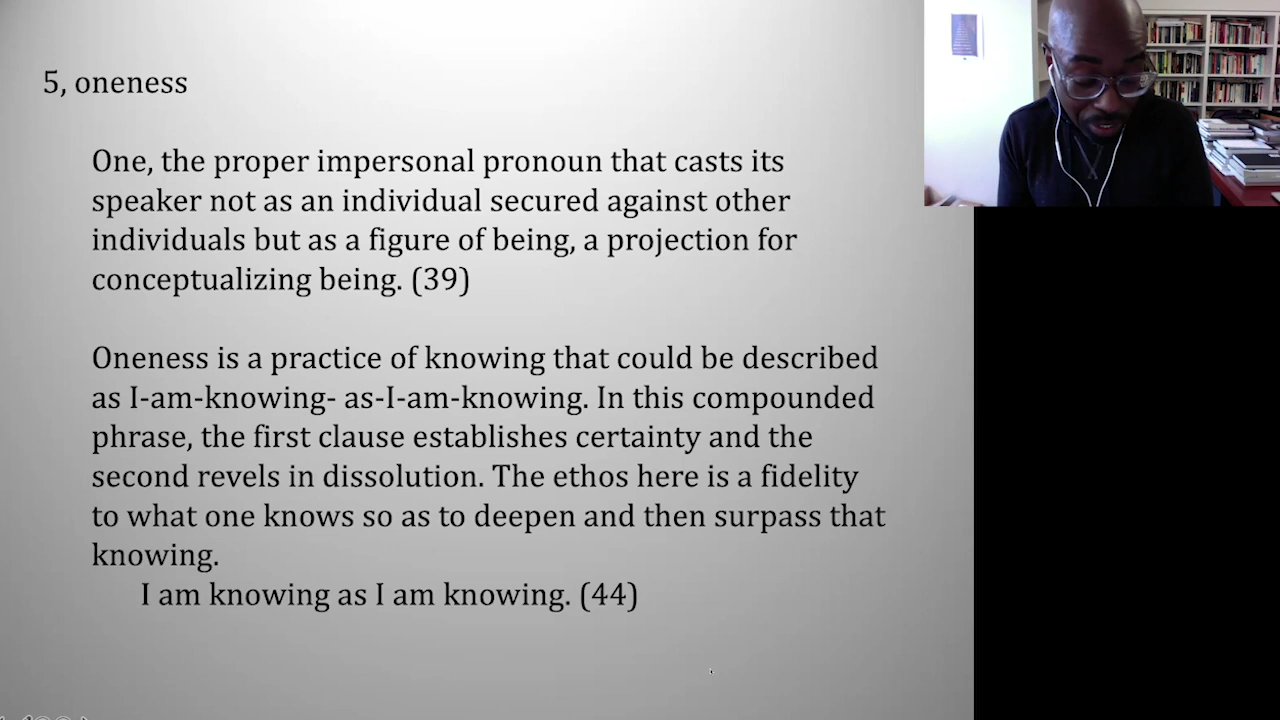 5, oneness
One, the proper impersonal pronoun that casts its
speaker not as an individual secured against other
individuals but as a figure of being, a projection for
conceptualizing being. (39)
Oneness is a practice of knowing that could be described
as I-am-knowing- as-I-am-knowing. In this compounded
phrase, the first clause establishes certainty and the
second revels in dissolution. The ethos here is a fidelity
to what one knows so as to deepen and then surpass that
knowing.
I am knowing as I am knowing. (44)